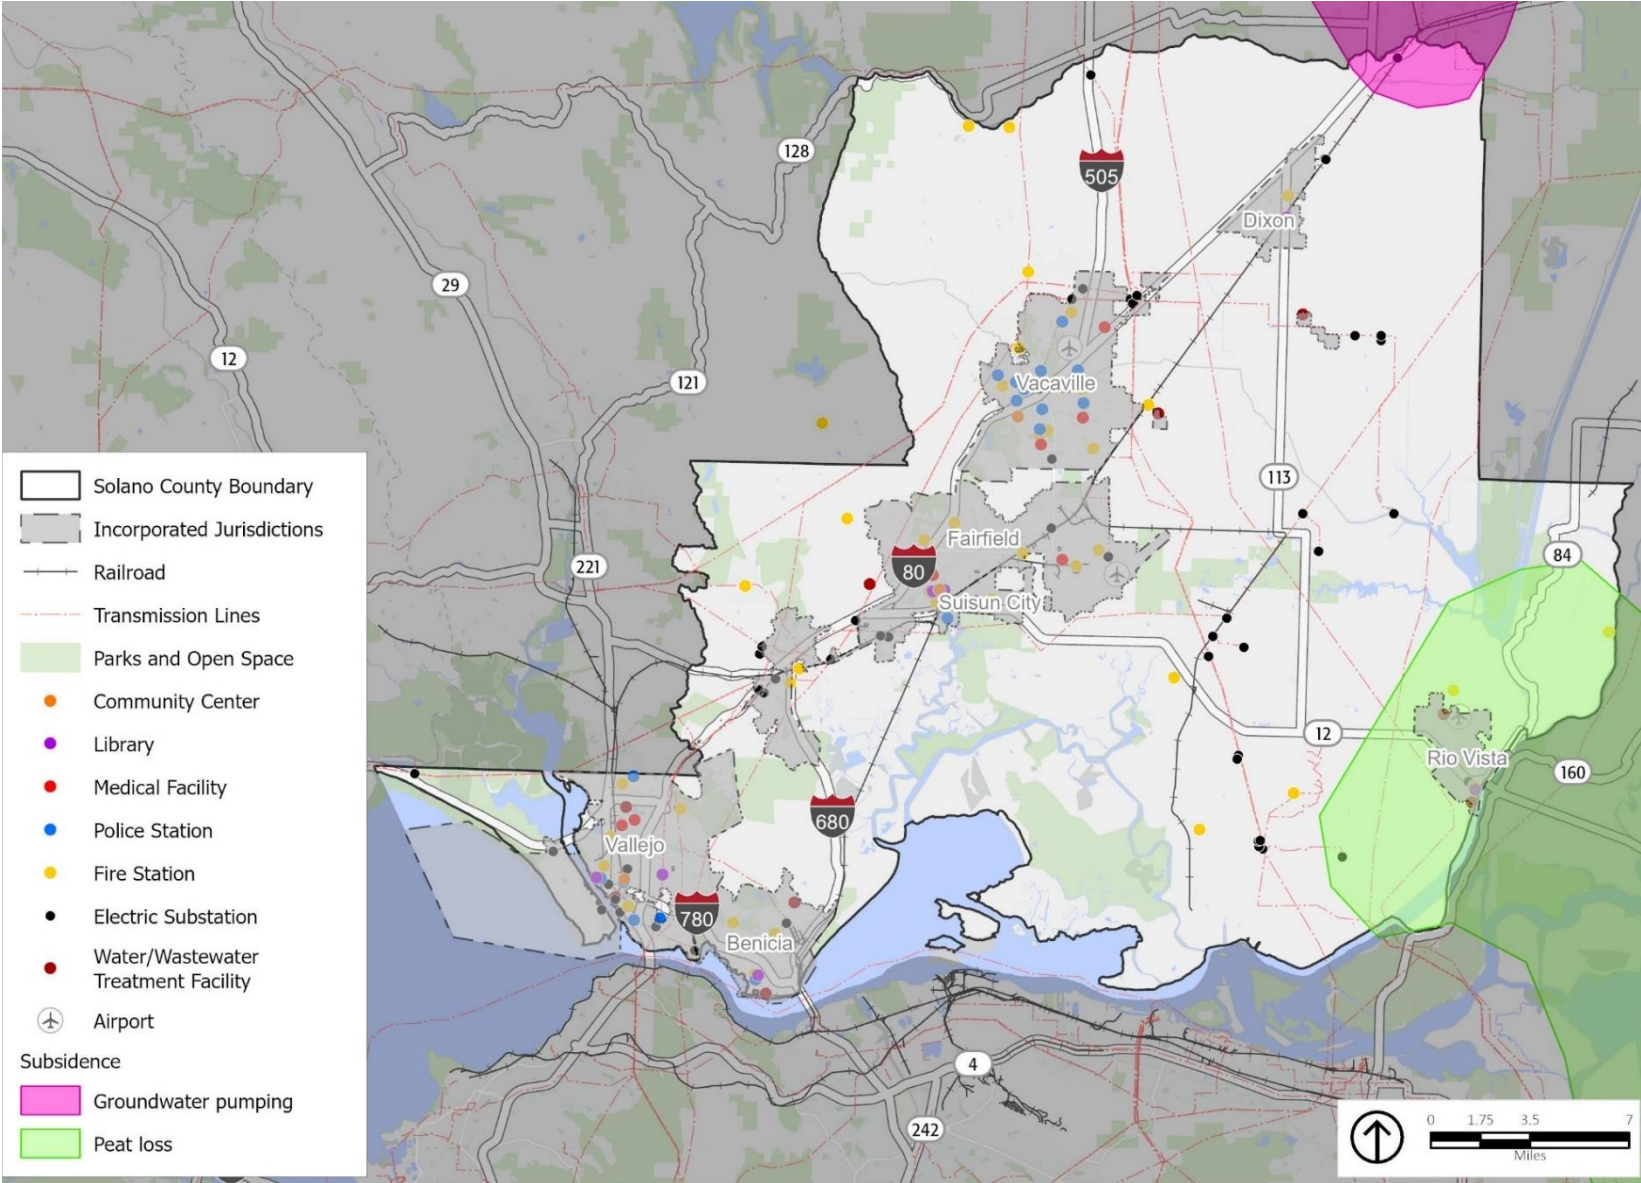 128
505
Dixon
29
12
121
Vacaville
113
Fairfield
80
84
221
Suisun City
12
Rio Vista
160
680
Vallejo
780
Benicia
4
242
Solano County Boundary
Incorporated Jurisdictions
Railroad
Transmission Lines
Parks and Open Space
Community Center
Library
Medical Facility
Police Station
Fire Station
Electric Substation
Water/Wastewater
Treatment Facility
Airport
Subsidence
Groundwater pumping
Peat loss
0 1.75 3.5 7
Miles